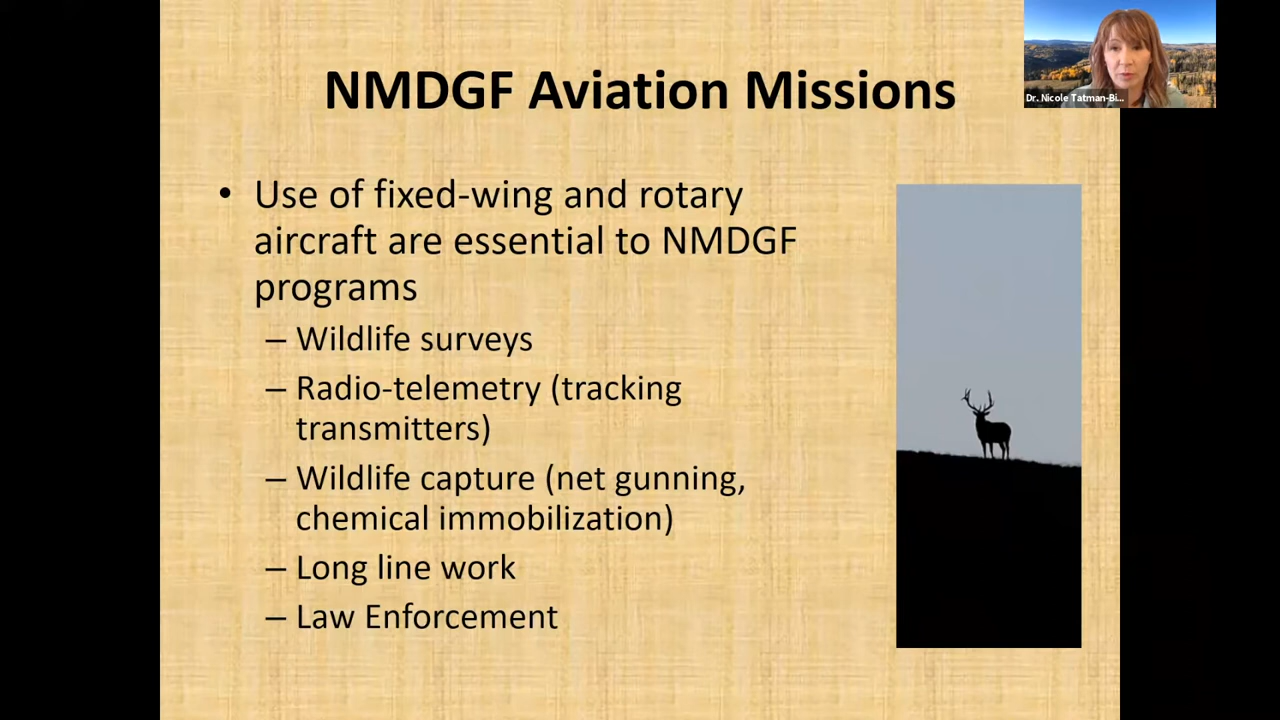 NMDGF Aviation Missions
Dr. Nicole Tatman-Bi...
• Use of fixed-wing and rotary
aircraft are essential to NMDGF
programs
– Wildlife surveys
– Radio-telemetry (tracking
transmitters)
– Wildlife capture (net gunning,
chemical immobilization)
– Long line work
– Law Enforcement